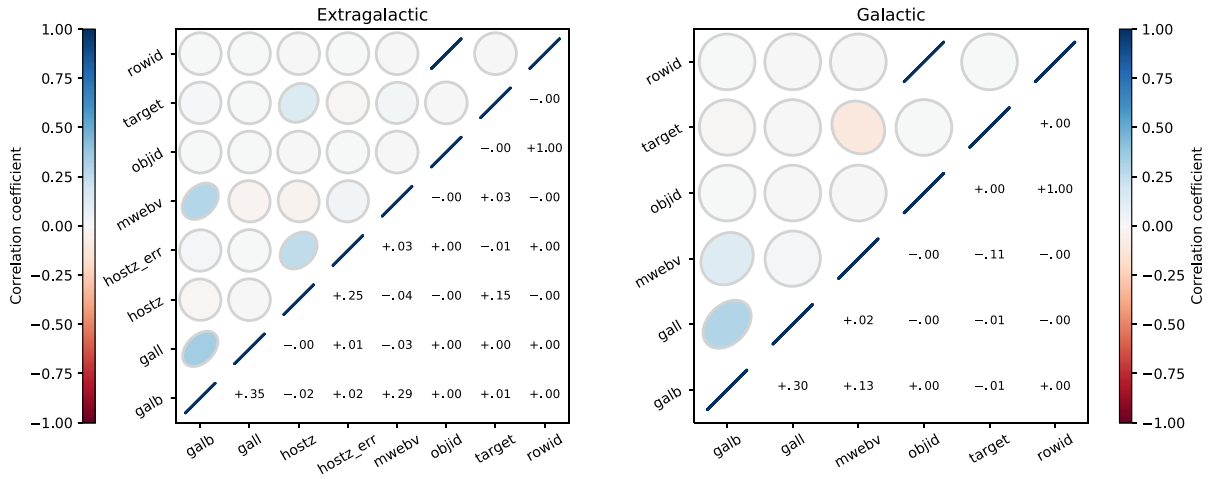 Extragalactic
Galactic
1.00
0.75
0.50
0.25
0.00
−0.25
−0.50
−0.75
−1.00
Correlation coefficient
rowid
target
−.00
objid
−.00 +1.00
mwebv
−.00 +.03 −.00
hostz_err
+.03 +.00 −.01 +.00
hostz
+.25 −.04 −.00 +.15 −.00
gall
−.00 +.01 −.03 +.00 +.00 +.00
galb
+.35 −.02 +.02 +.29 +.00 +.01 +.00
galb gall hostz hostz_err mwebv objid target rowid
rowid
target
+.00
objid
+.00 +1.00
mwebv
−.00 −.11 −.00
gall
+.02 −.00 −.01 −.00
galb
+.30 +.13 +.00 −.01 +.00
galb gall mwebv objid target rowid
1.00
0.75
0.50
0.25
0.00
−0.25
−0.50
−0.75
−1.00
Correlation coefficient